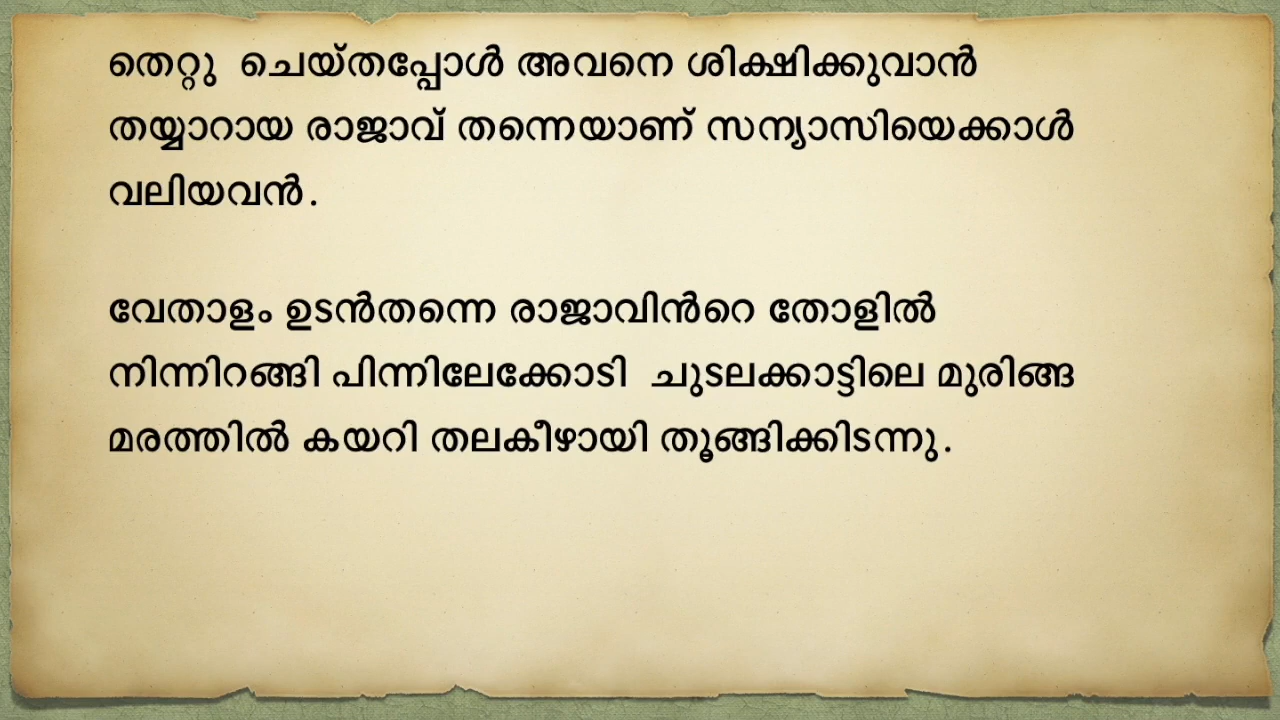 തെറ്റു ചെയ്തപ്പോൾ അവനെ ശിക്ഷിക്കുവാൻ
തയ്യാറായ രാജാവ് തന്നെയാണ് സന്യാസിയെക്കാൾ
വലിയവൻ.
വേതാളം ഉടൻതന്നെ രാജാവിൻറെ തോളിൽ
നിന്നിറങ്ങി പിന്നിലേക്കോടി ചുടലക്കാട്ടിലെ മുരിങ്ങ
മരത്തിൽ കയറി തലകീഴായി തൂങ്ങിക്കിടന്നു.